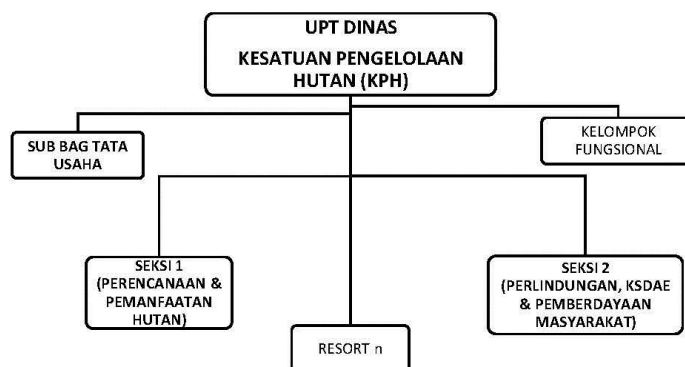 UPT DINAS
KESATUAN PENGELOLAAN
HUTAN (KPH)
SUB BAG TATA
USAHA
KELOMPOK
FUNGSIONAL
SEKSI 1
(PERENCANAAN &
PEMANFAATAN
HUTAN)
SEKSI 2
(PERLINDUNGAN, KSDAE
& PEMBERDAYAAN
MASYARAKAT)
RESORT n